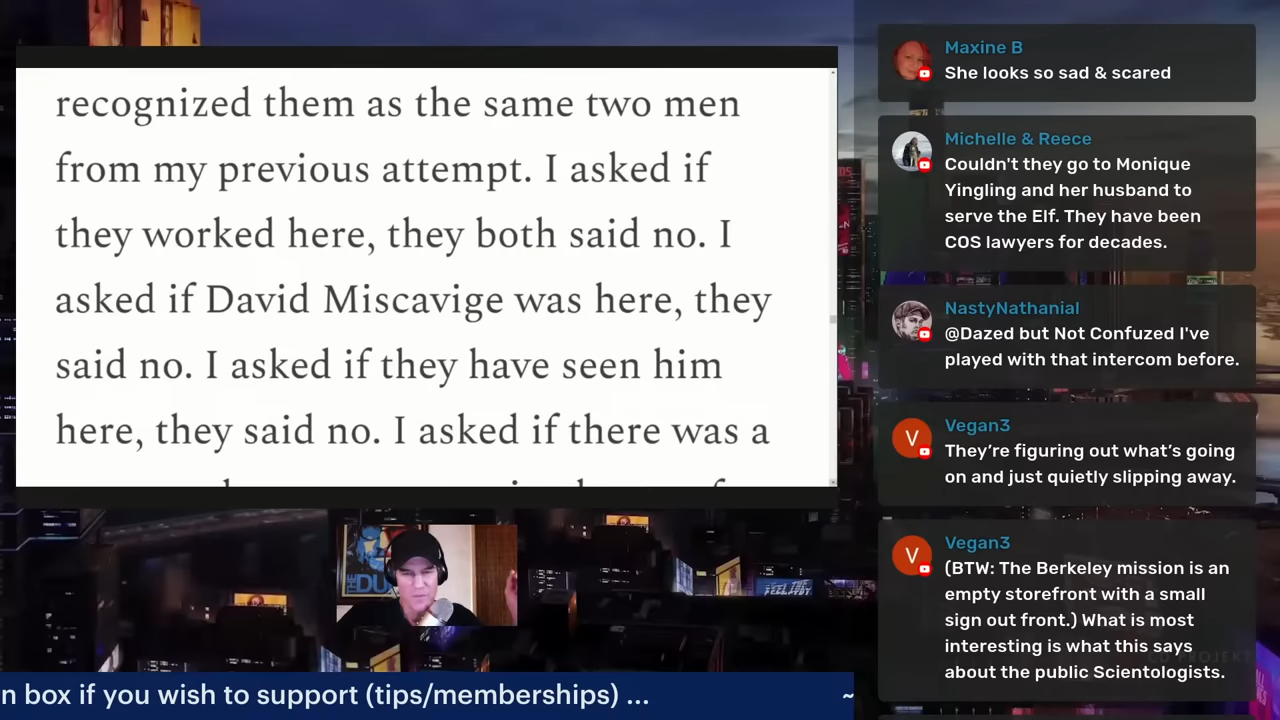 recognized them as the same two men
from my previous attempt. I asked if
they worked here, they both said no. I
asked if David Miscavige was here, they
said no. I asked if they have seen him
here, they said no. I asked if there was a
Maxine B
She looks so sad & scared
Michelle & Reece
Couldn't they go to Monique
Yingling and her husband to
serve the Elf. They have been
COS lawyers for decades.
NastyNathanial
@Dazed but Not Confuzed I've
played with that intercom before.
V
Vegan3
They’re figuring out what’s going
on and just quietly slipping away.
V
Vegan3
(BTW: The Berkeley mission is an
empty storefront with a small
sign out front.) What is most
interesting is what this says
about the public Scientologists.
THE
DU
FEEL THE
n box if you wish to support (tips/memberships) ...
~